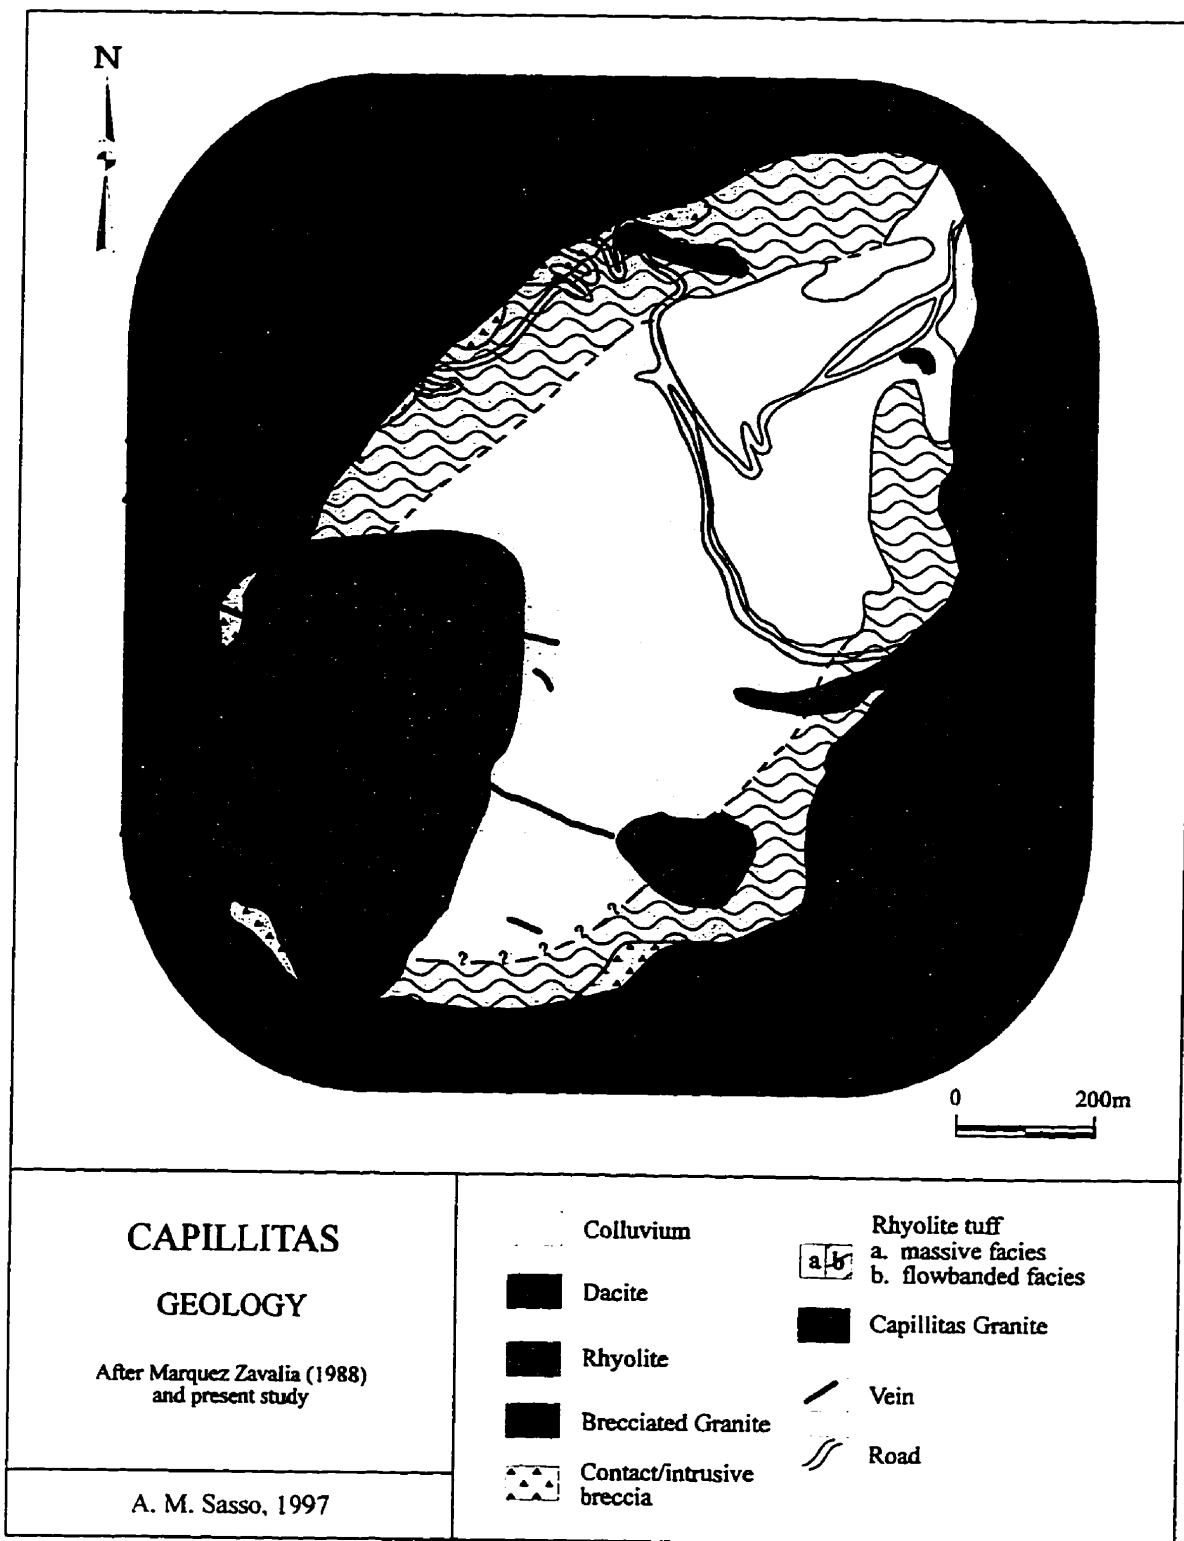 N
? ? ? ? ?
0 200m
CAPILLITAS
GEOLOGY
After Marquez Zavalia (1988)
and present study
A. M. Sasso, 1997
Colluvium
Dacite
Rhyolite
Brecciated Granite
Contact/intrusive
breccia
Rhyolite tuff
a b
a. massive facies
b. flowbanded facies
Capillitas Granite
Vein
Road